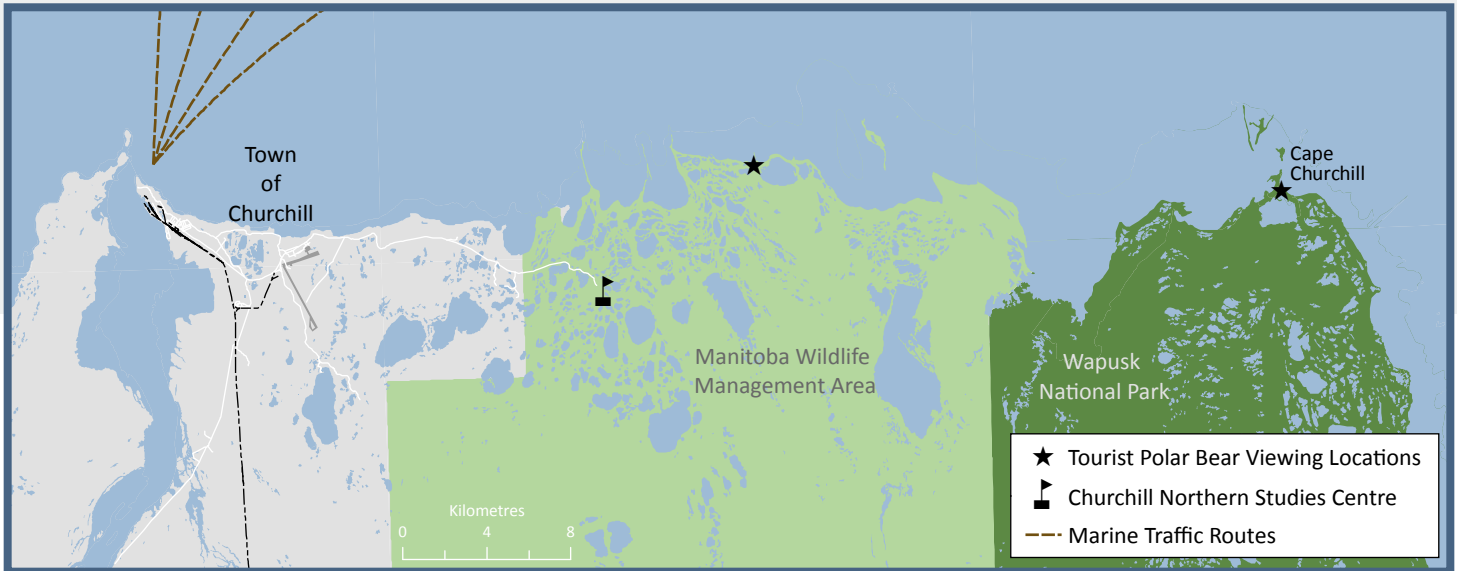 Town
of
Churchill
Cape
Churchill
Manitoba Wildlife
Management Area
Wapusk
National Park
Kilometres
0 4 8
Tourist Polar Bear Viewing Locations
Churchill Northern Studies Centre
Marine Traffic Routes